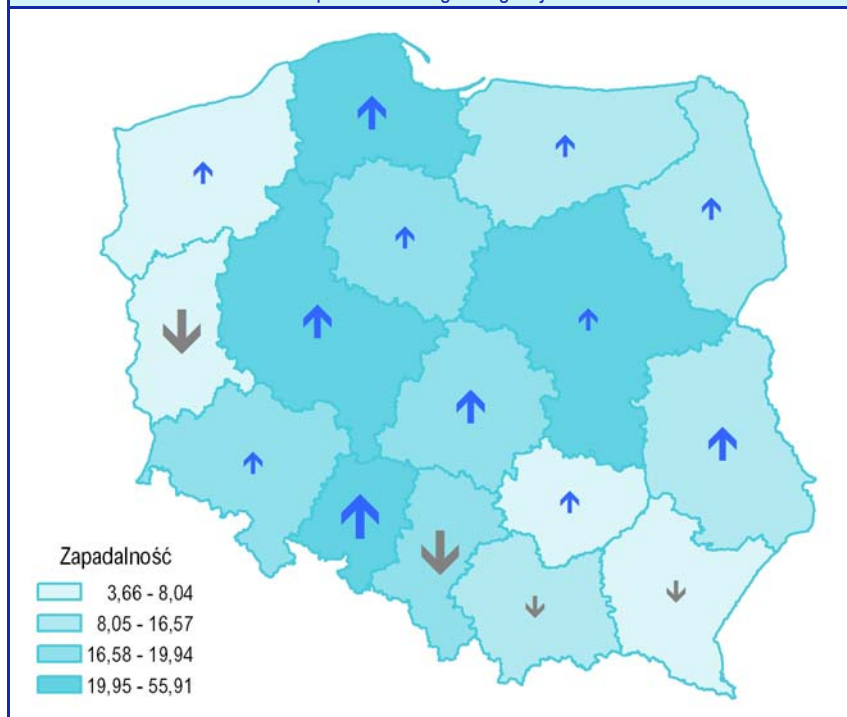 Zapadalność
3,66 - 8,04
8,05 - 16,57
16,58 - 19,94
19,95 - 55,91